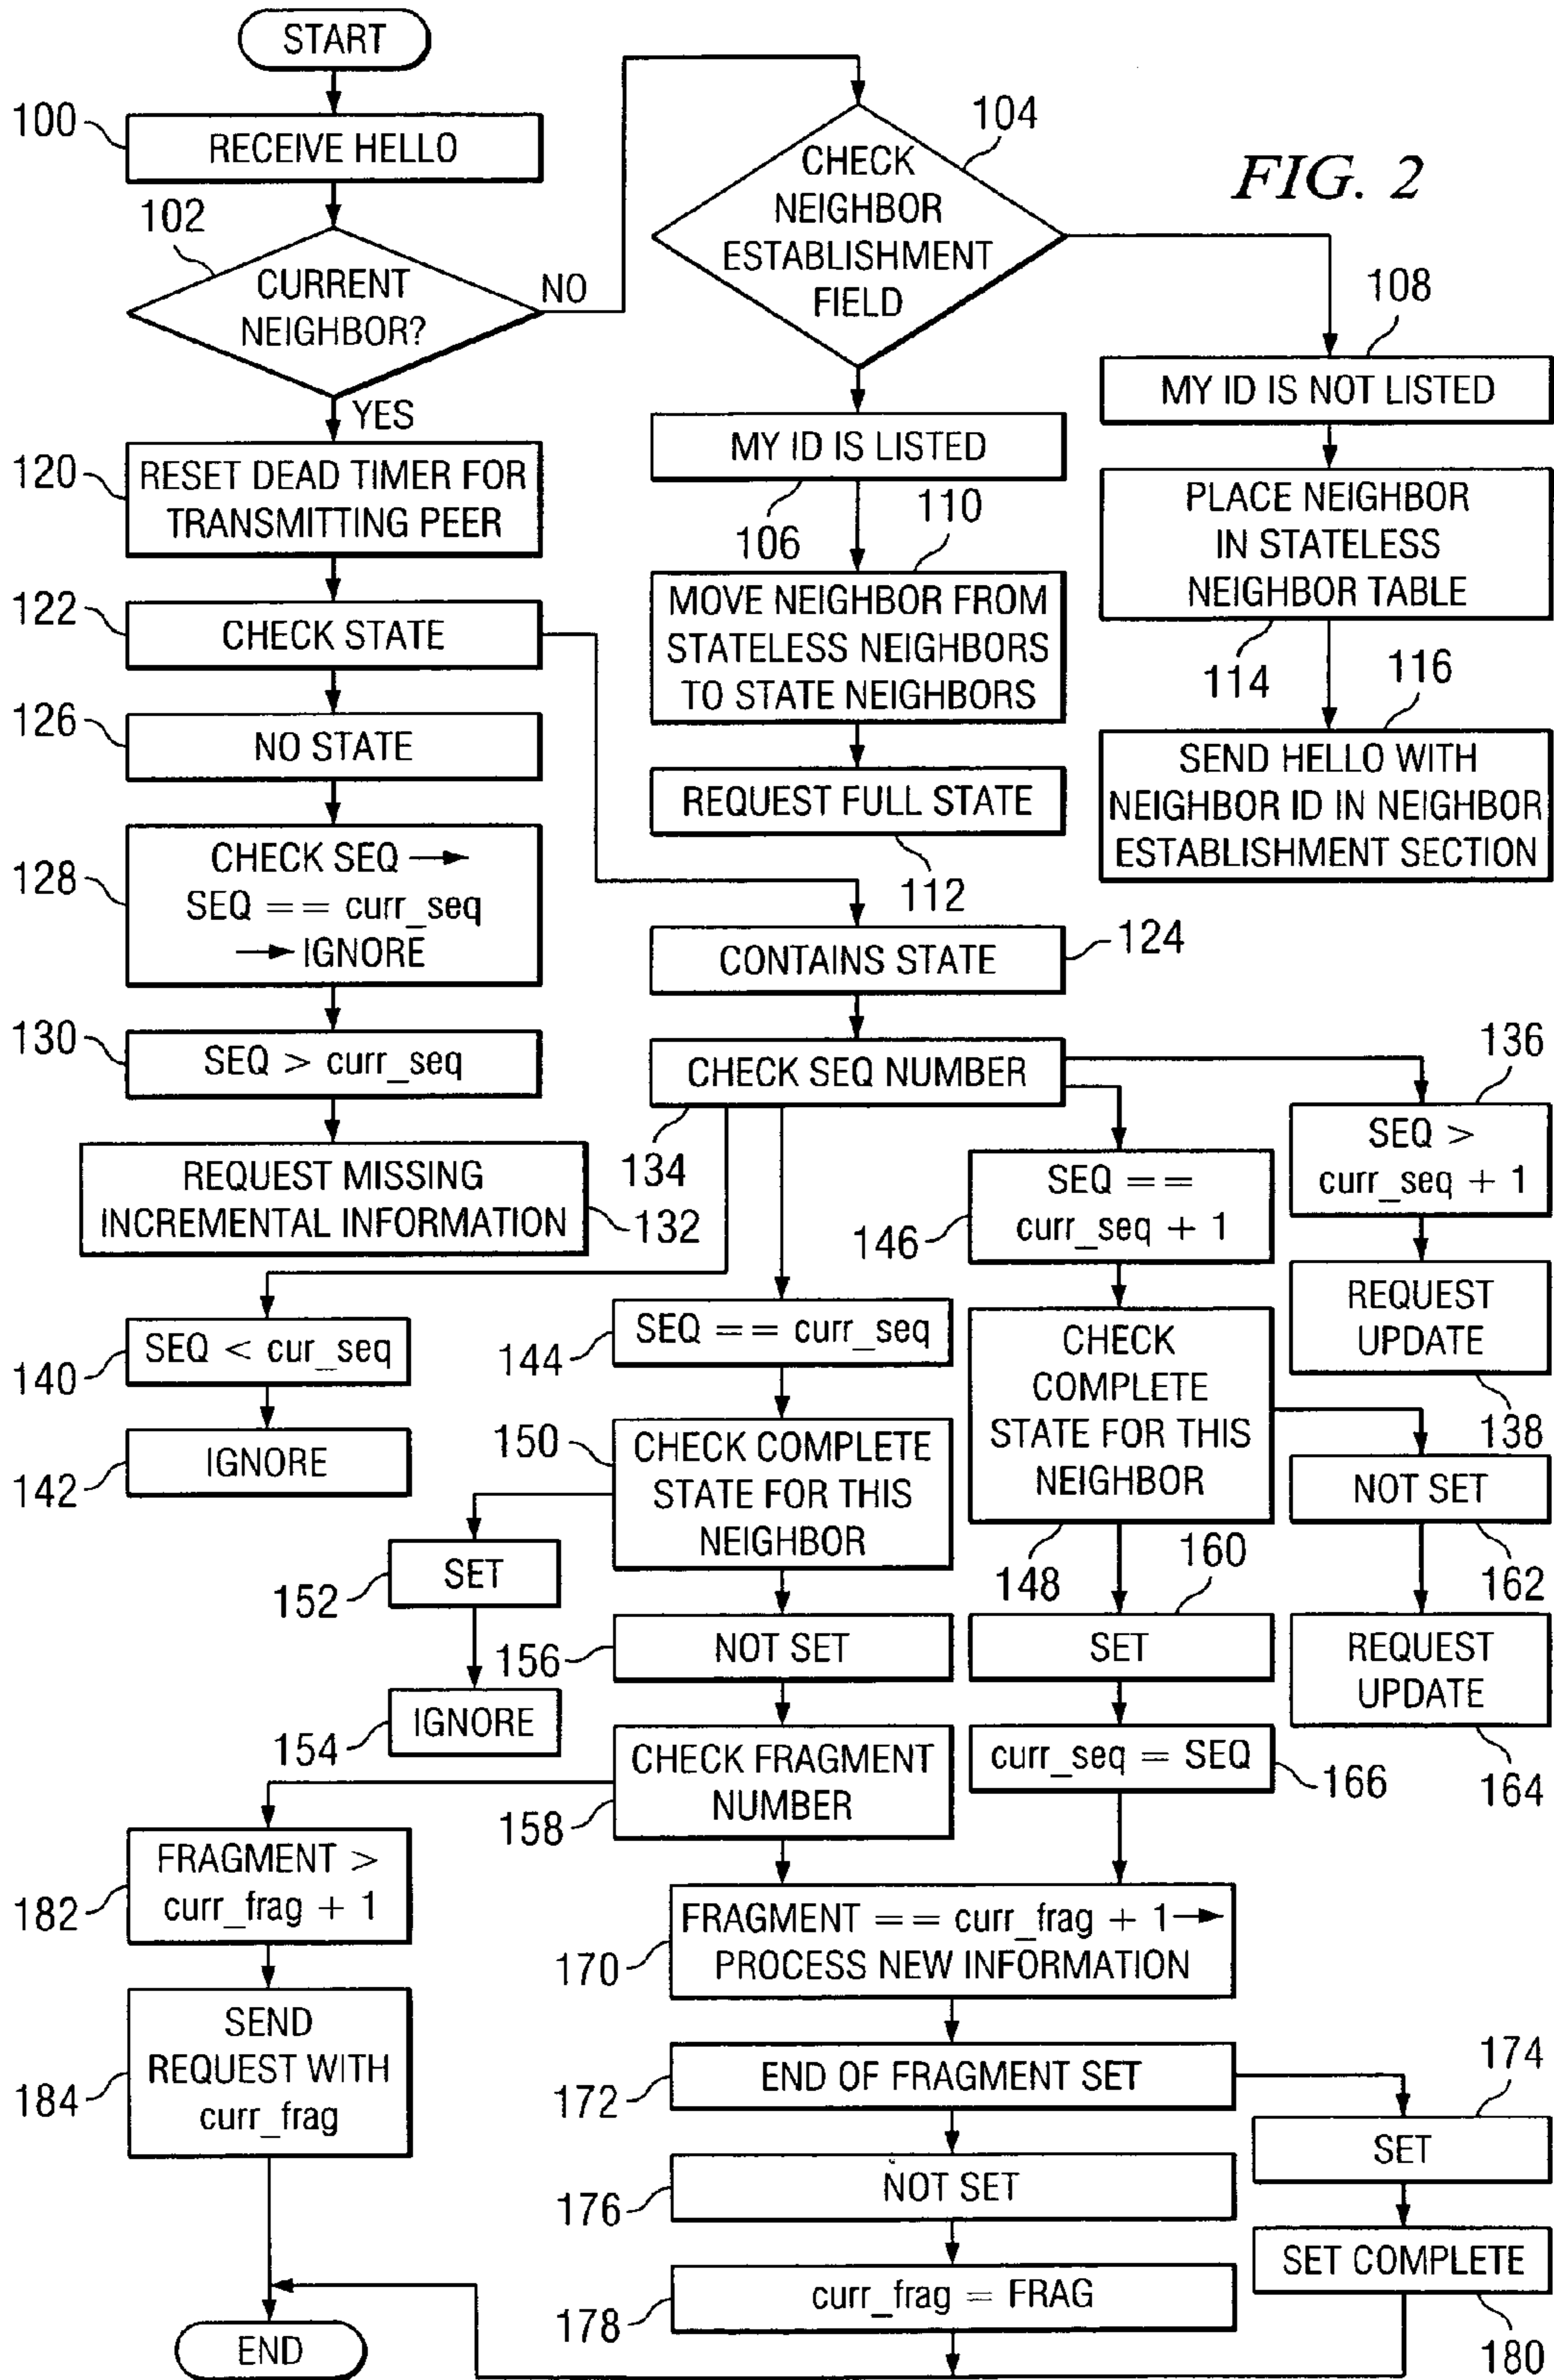 START
100
RECEIVE HELLO
102
CURRENT
NEIGHBOR?
NO
YES
104
CHECK
NEIGHBOR
ESTABLISHMENT
FIELD
FIG. 2
108
MY ID IS NOT LISTED
MY ID IS LISTED
106
110
PLACE NEIGHBOR
IN STATELESS
NEIGHBOR TABLE
114
116
MOVE NEIGHBOR FROM
STATELESS NEIGHBORS
TO STATE NEIGHBORS
REQUEST FULL STATE
112
SEND HELLO WITH
NEIGHBOR ID IN NEIGHBOR
ESTABLISHMENT SECTION
120
RESET DEAD TIMER FOR
TRANSMITTING PEER
122
CHECK STATE
126
NO STATE
128
CHECK SEQ →
SEQ == curr_seq
→ IGNORE
130
SEQ > curr_seq
REQUEST MISSING
INCREMENTAL INFORMATION
132
CONTAINS STATE
124
CHECK SEQ NUMBER
134
136
SEQ >
curr_seq + 1
REQUEST
UPDATE
138
SEQ ==
curr_seq + 1
146
CHECK
COMPLETE
STATE FOR THIS
NEIGHBOR
148
SEQ < cur_seq
140
IGNORE
142
SEQ == curr_seq
144
150
CHECK COMPLETE
STATE FOR THIS
NEIGHBOR
SET
152
IGNORE
154
NOT SET
156
CHECK FRAGMENT
NUMBER
158
160
SET
curr_seq = SEQ
166
NOT SET
162
REQUEST
UPDATE
164
FRAGMENT >
curr_frag + 1
182
SEND
REQUEST WITH
curr_frag
184
FRAGMENT == curr_frag + 1→
PROCESS NEW INFORMATION
170
END OF FRAGMENT SET
172
174
SET
NOT SET
176
SET COMPLETE
180
curr_frag = FRAG
178
END